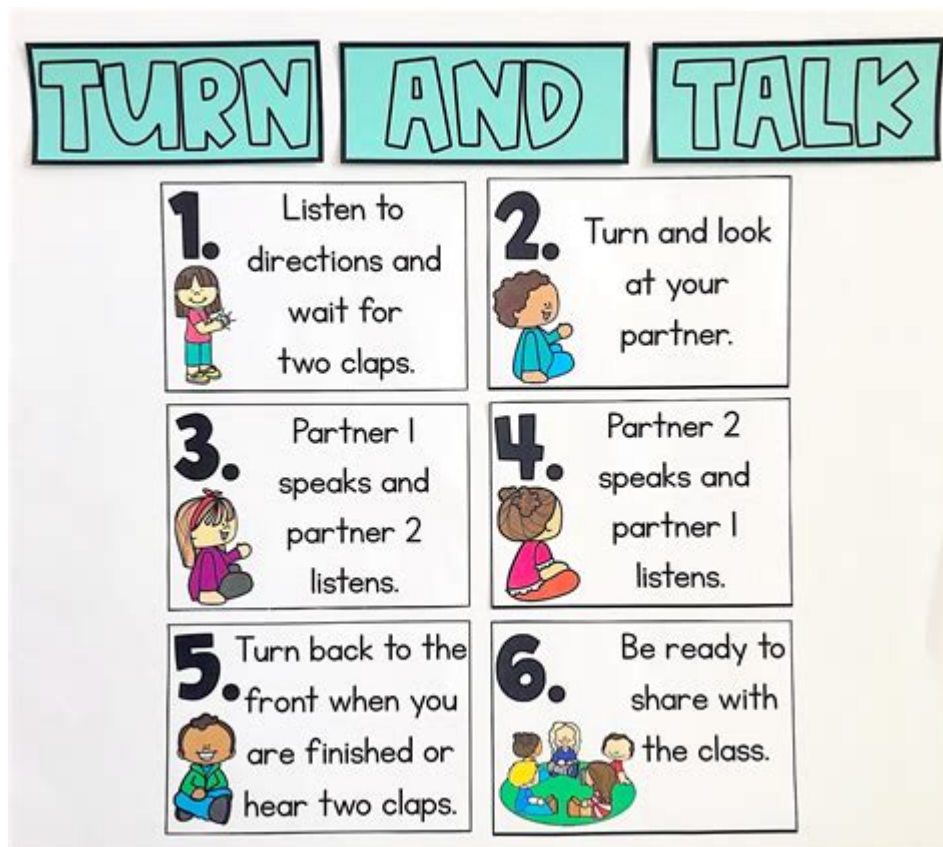 TURN AND TALK
1.
Listen to
directions and
wait for
two claps.
2.
Turn and look
at your
partner.
3.
Partner 1
speaks and
partner 2
listens.
4.
Partner 2
speaks and
partner 1
listens.
5.
Turn back to the
front when you
are finished or
hear two claps.
6.
Be ready to
share with
the class.